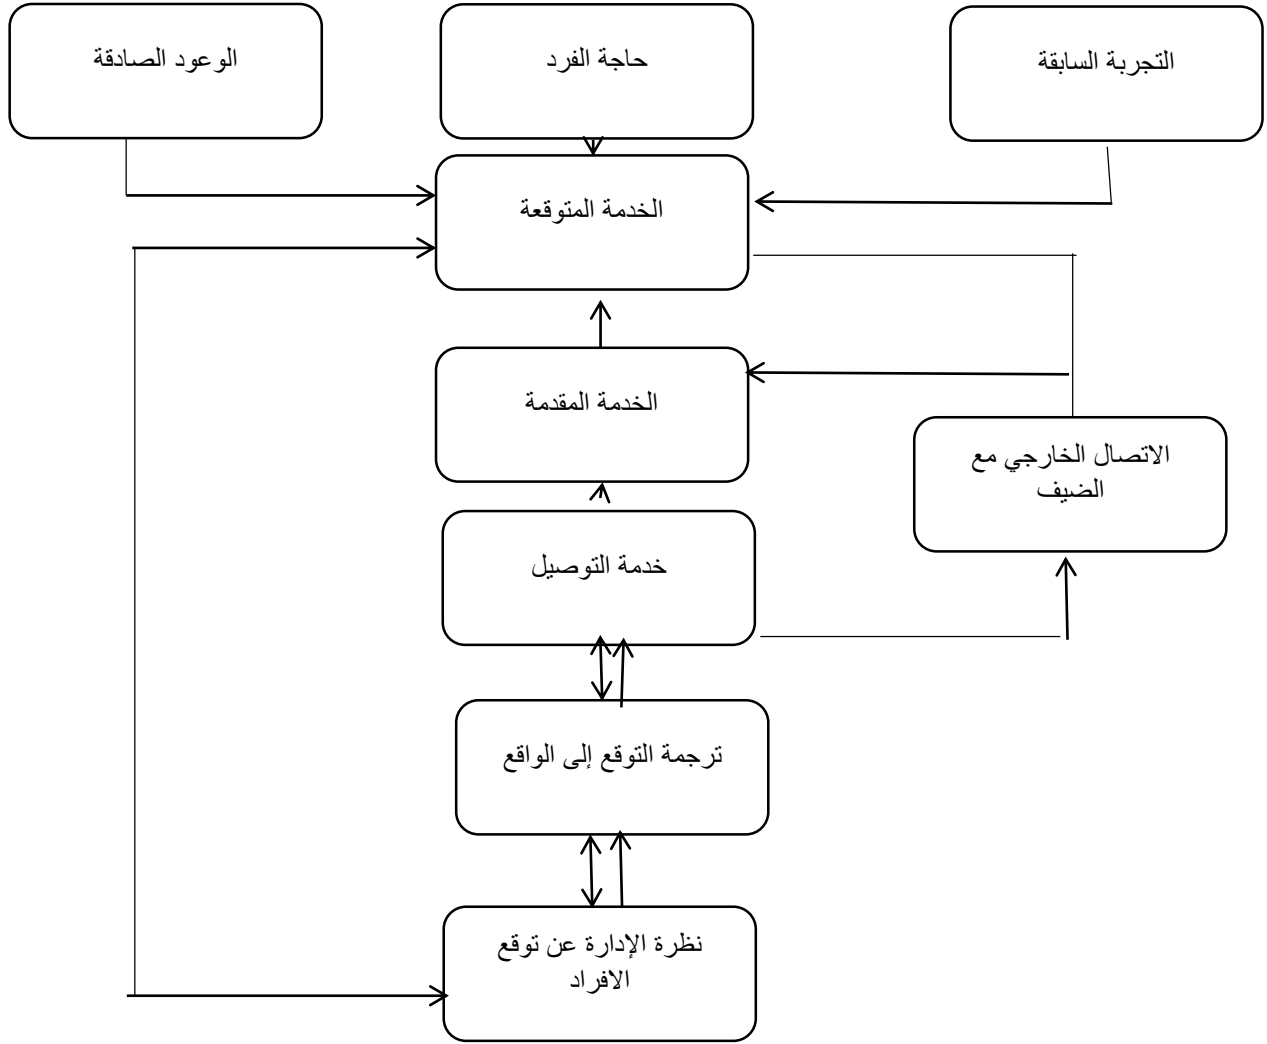 التجربة السابقة
حاجة الفرد
الوعود الصادقة
الخدمة المتوقعة
الخدمة المقدمة
الاتصال الخارجي مع
الضيف
خدمة التوصيل
ترجمة التوقع إلى الواقع
نظرة الإدارة عن توقع
الافراد